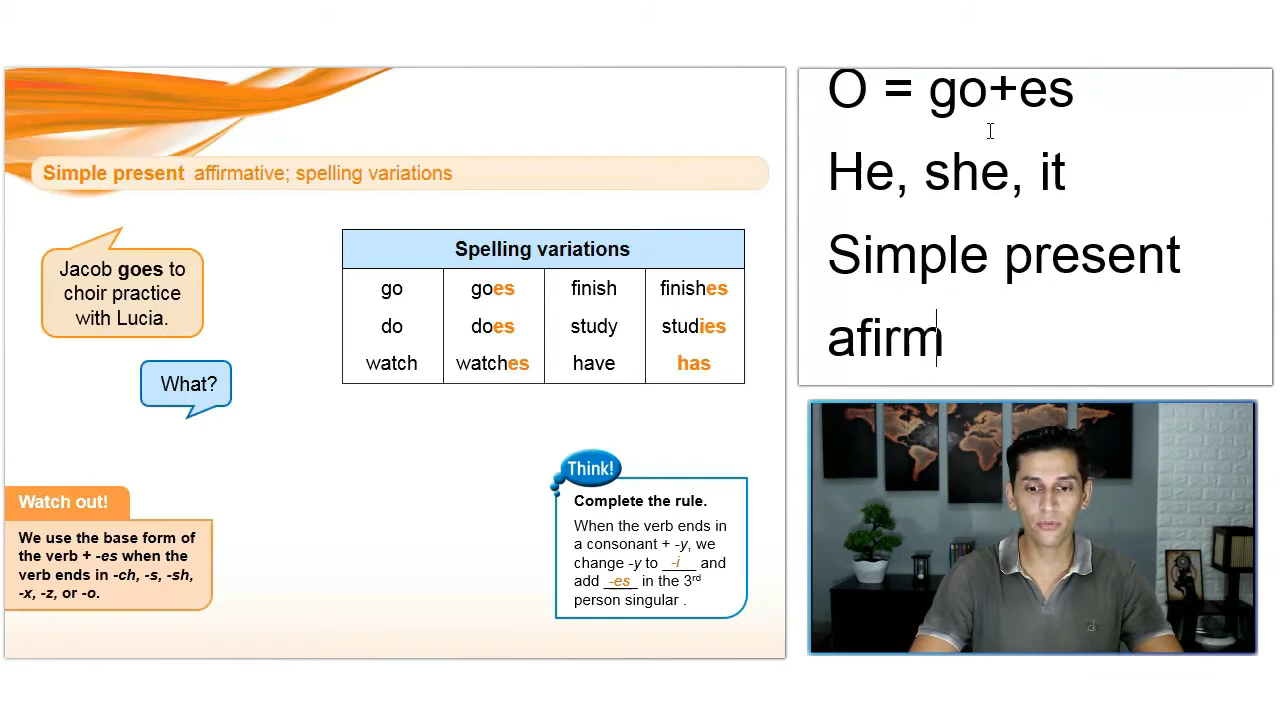 Simple present affirmative; spelling variations
Jacob goes to
choir practice
with Lucia.
What?
Spelling variations
go goes finish finishes
do does study studies
watch watches have has
Watch out!
We use the base form of
the verb + -es when the
verb ends in -ch, -s, -sh,
-x, -z, or -o.
Think!
Complete the rule.
When the verb ends in
a consonant + -y, we
change -y to -i and
add -es in the 3rd
person singular .
O = go+es
He, she, it
Simple present
afirm
ck